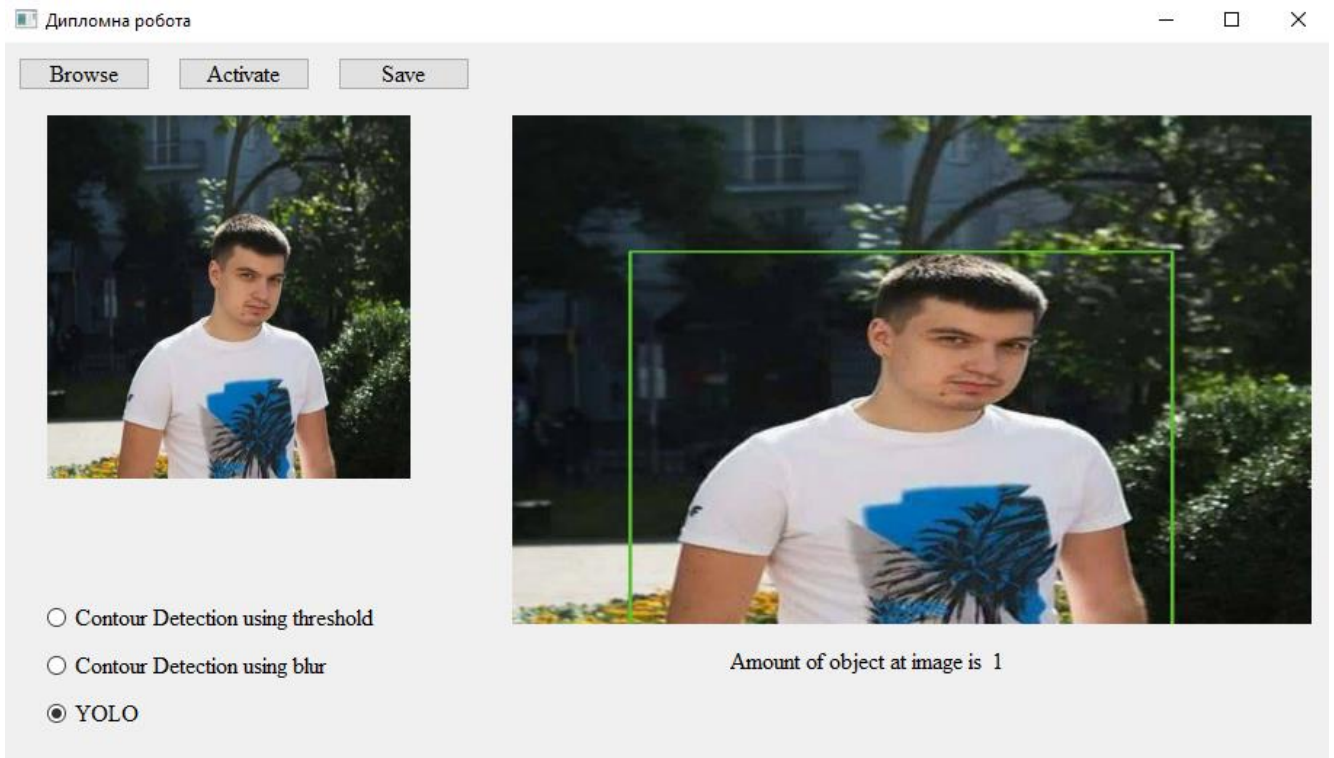 Дипломна робота
Browse Activate Save
Contour Detection using threshold
Contour Detection using blur
YOLO
Amount of object at image is 1